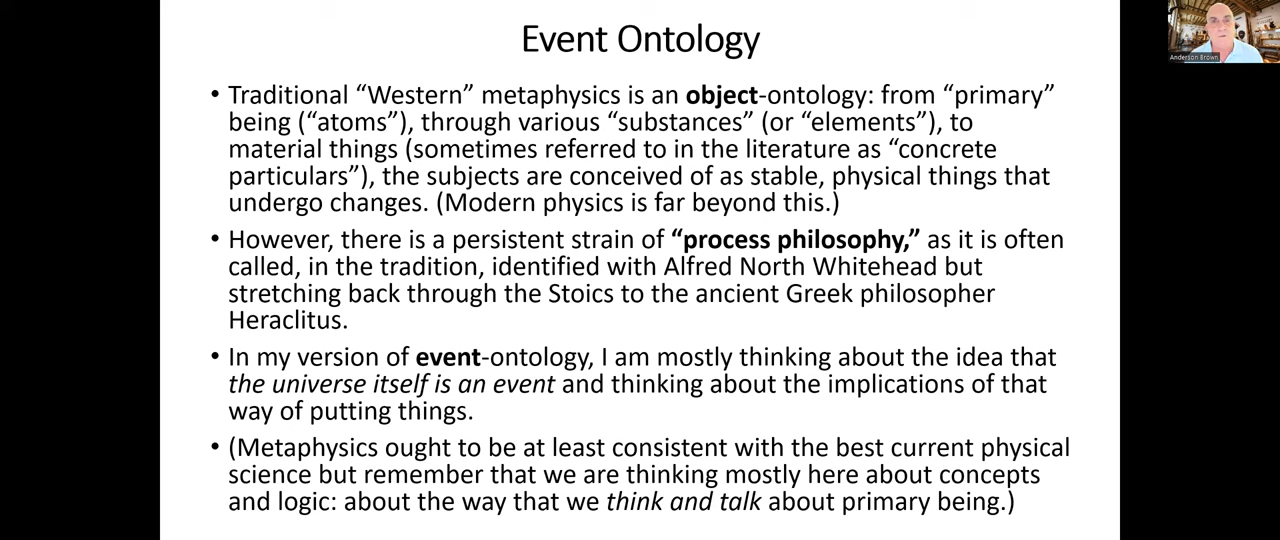 Event Ontology
• Traditional “Western” metaphysics is an object-ontology: from “primary”
being (“atoms”), through various “substances” (or “elements”), to
material things (sometimes referred to in the literature as “concrete
particulars”), the subjects are conceived of as stable, physical things that
undergo changes. (Modern physics is far beyond this.)
• However, there is a persistent strain of “process philosophy,” as it is often
called, in the tradition, identified with Alfred North Whitehead but
stretching back through the Stoics to the ancient Greek philosopher
Heraclitus.
• In my version of event-ontology, I am mostly thinking about the idea that
the universe itself is an event and thinking about the implications of that
way of putting things.
• (Metaphysics ought to be at least consistent with the best current physical
science but remember that we are thinking mostly here about concepts
and logic: about the way that we think and talk about primary being.)
Anderson Brown